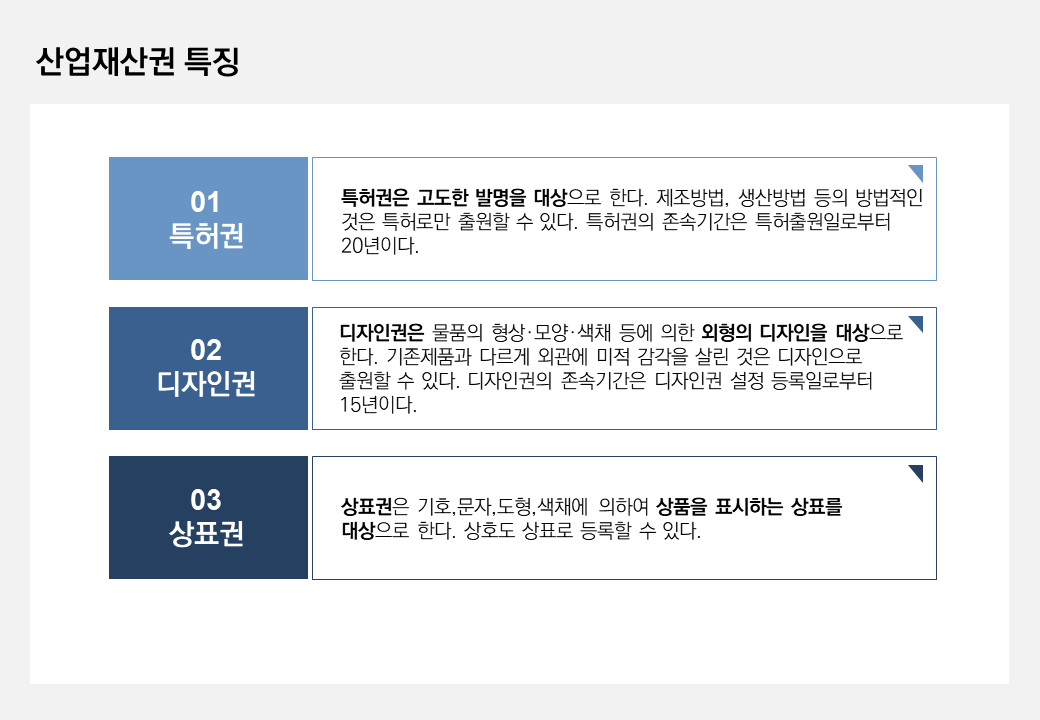 산업재산권 특징
01
특허권
특허권은 고도한 발명을 대상으로 한다. 제조방법, 생산방법 등의 방법적인
것은 특허로만 출원할 수 있다. 특허권의 존속기간은 특허출원일로부터
20년이다.
02
디자인권
디자인권은 물품의 형상·모양·색채 등에 의한 외형의 디자인을 대상으로
한다. 기존제품과 다르게 외관에 미적 감각을 살린 것은 디자인으로
출원할 수 있다. 디자인권의 존속기간은 디자인권 설정 등록일로부터
15년이다.
03
상표권
상표권은 기호,문자,도형,색채에 의하여 상품을 표시하는 상표를
대상으로 한다. 상호도 상표로 등록할 수 있다.